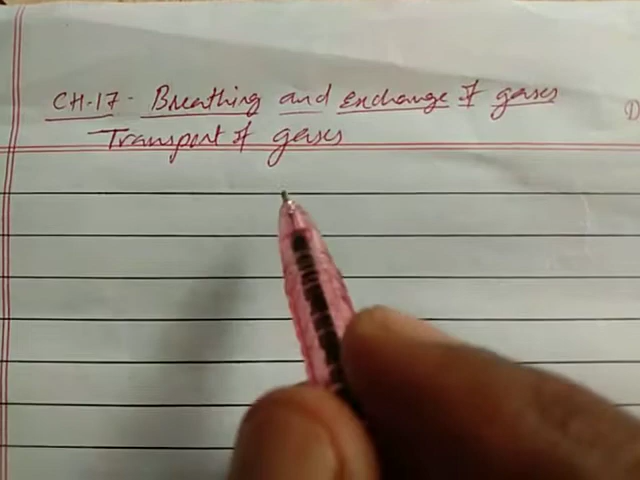 CH-17- Breathing and exchange of gases
Transport of gases
D